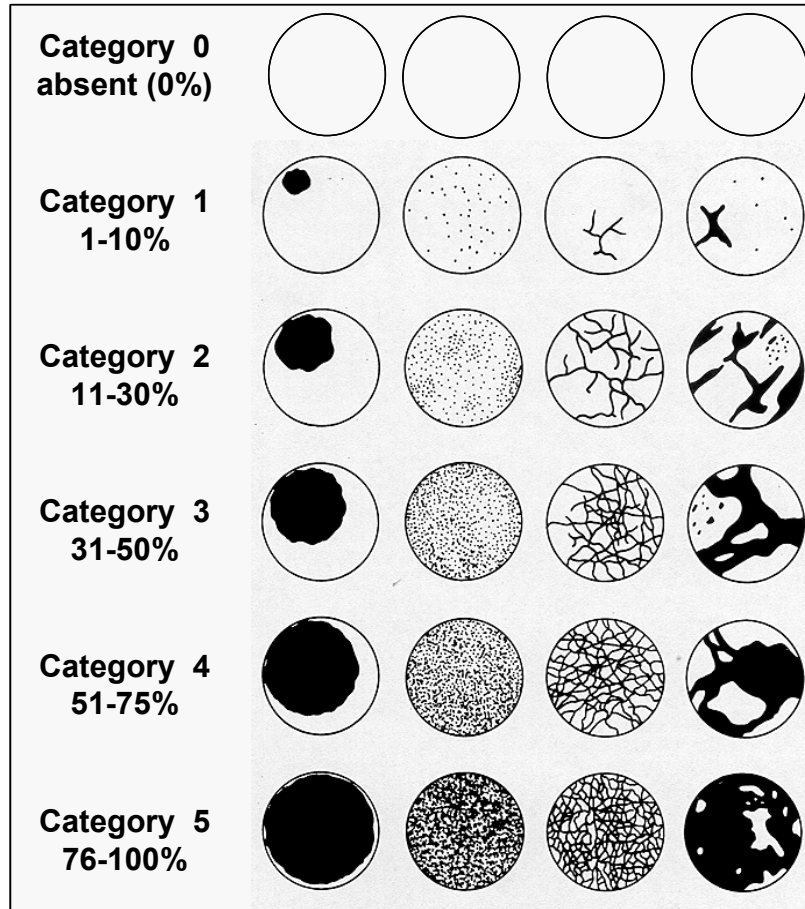 Category 0
absent (0%)
Category 1
1-10%
Category 2
11-30%
Category 3
31-50%
Category 4
51-75%
Category 5
76-100%